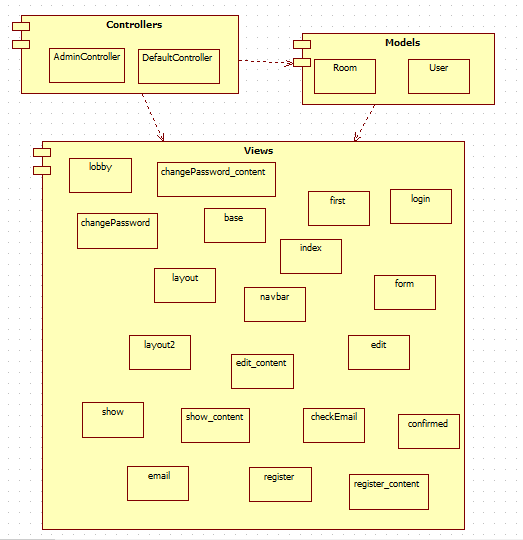 Controllers
AdminController
DefaultController
Models
Room
User
Views
lobby
changePassword_content
first
login
changePassword
base
index
layout
navbar
form
layout2
edit_content
edit
show
show_content
checkEmail
confirmed
email
register
register_content